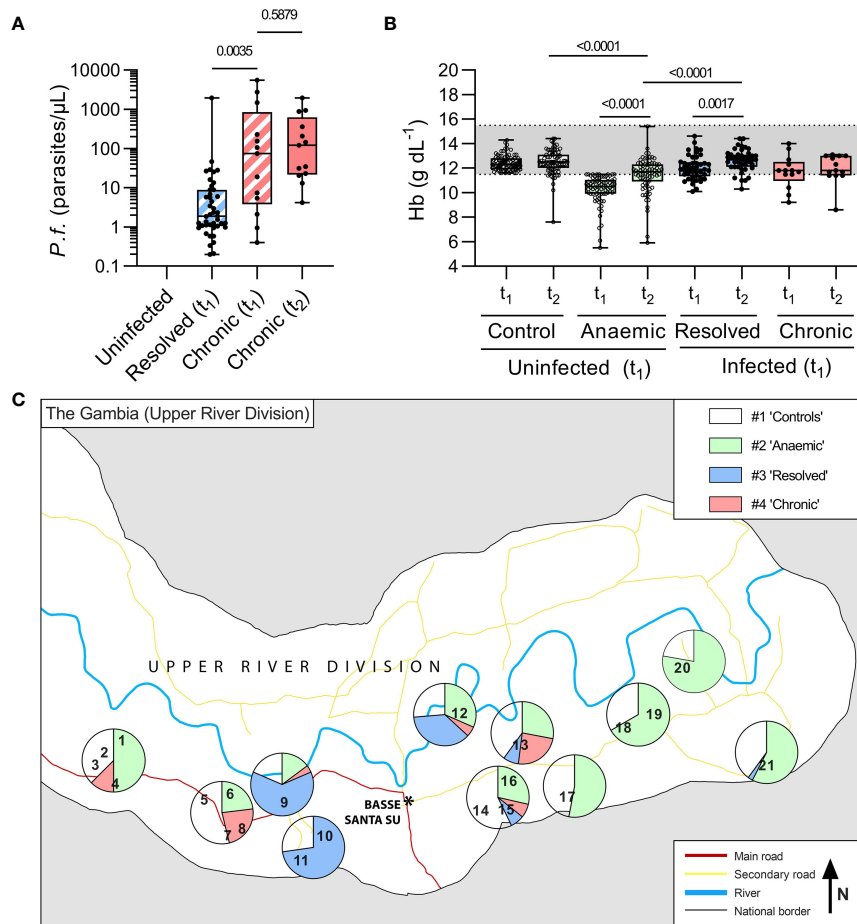 A
0.5879
0.0035
P.f. (parasites/μL)
10000
1000
100
10
1
0.1
Uninfected
Resolved (t1)
Chronic (t1)
Chronic (t2)
B
<0.0001
<0.0001
<0.0001
0.0017
Hb (g dL-1)
20
18
16
14
12
10
8
6
4
t1 t2 t1 t2 t1 t2 t1 t2
Control Anaemic Resolved Chronic
Uninfected (t1) Infected (t1)
C
The Gambia (Upper River Division)
#1 'Controls'
#2 'Anaemic'
#3 'Resolved'
#4 'Chronic'
UPPER RIVER DIVISION
20
12
19
18
13
1
2
3
4
21
16
17
15
14
5
6
9
7
8
10
11
BASSE
SANTA SU
*
Main road
Secondary road
River
National border
N